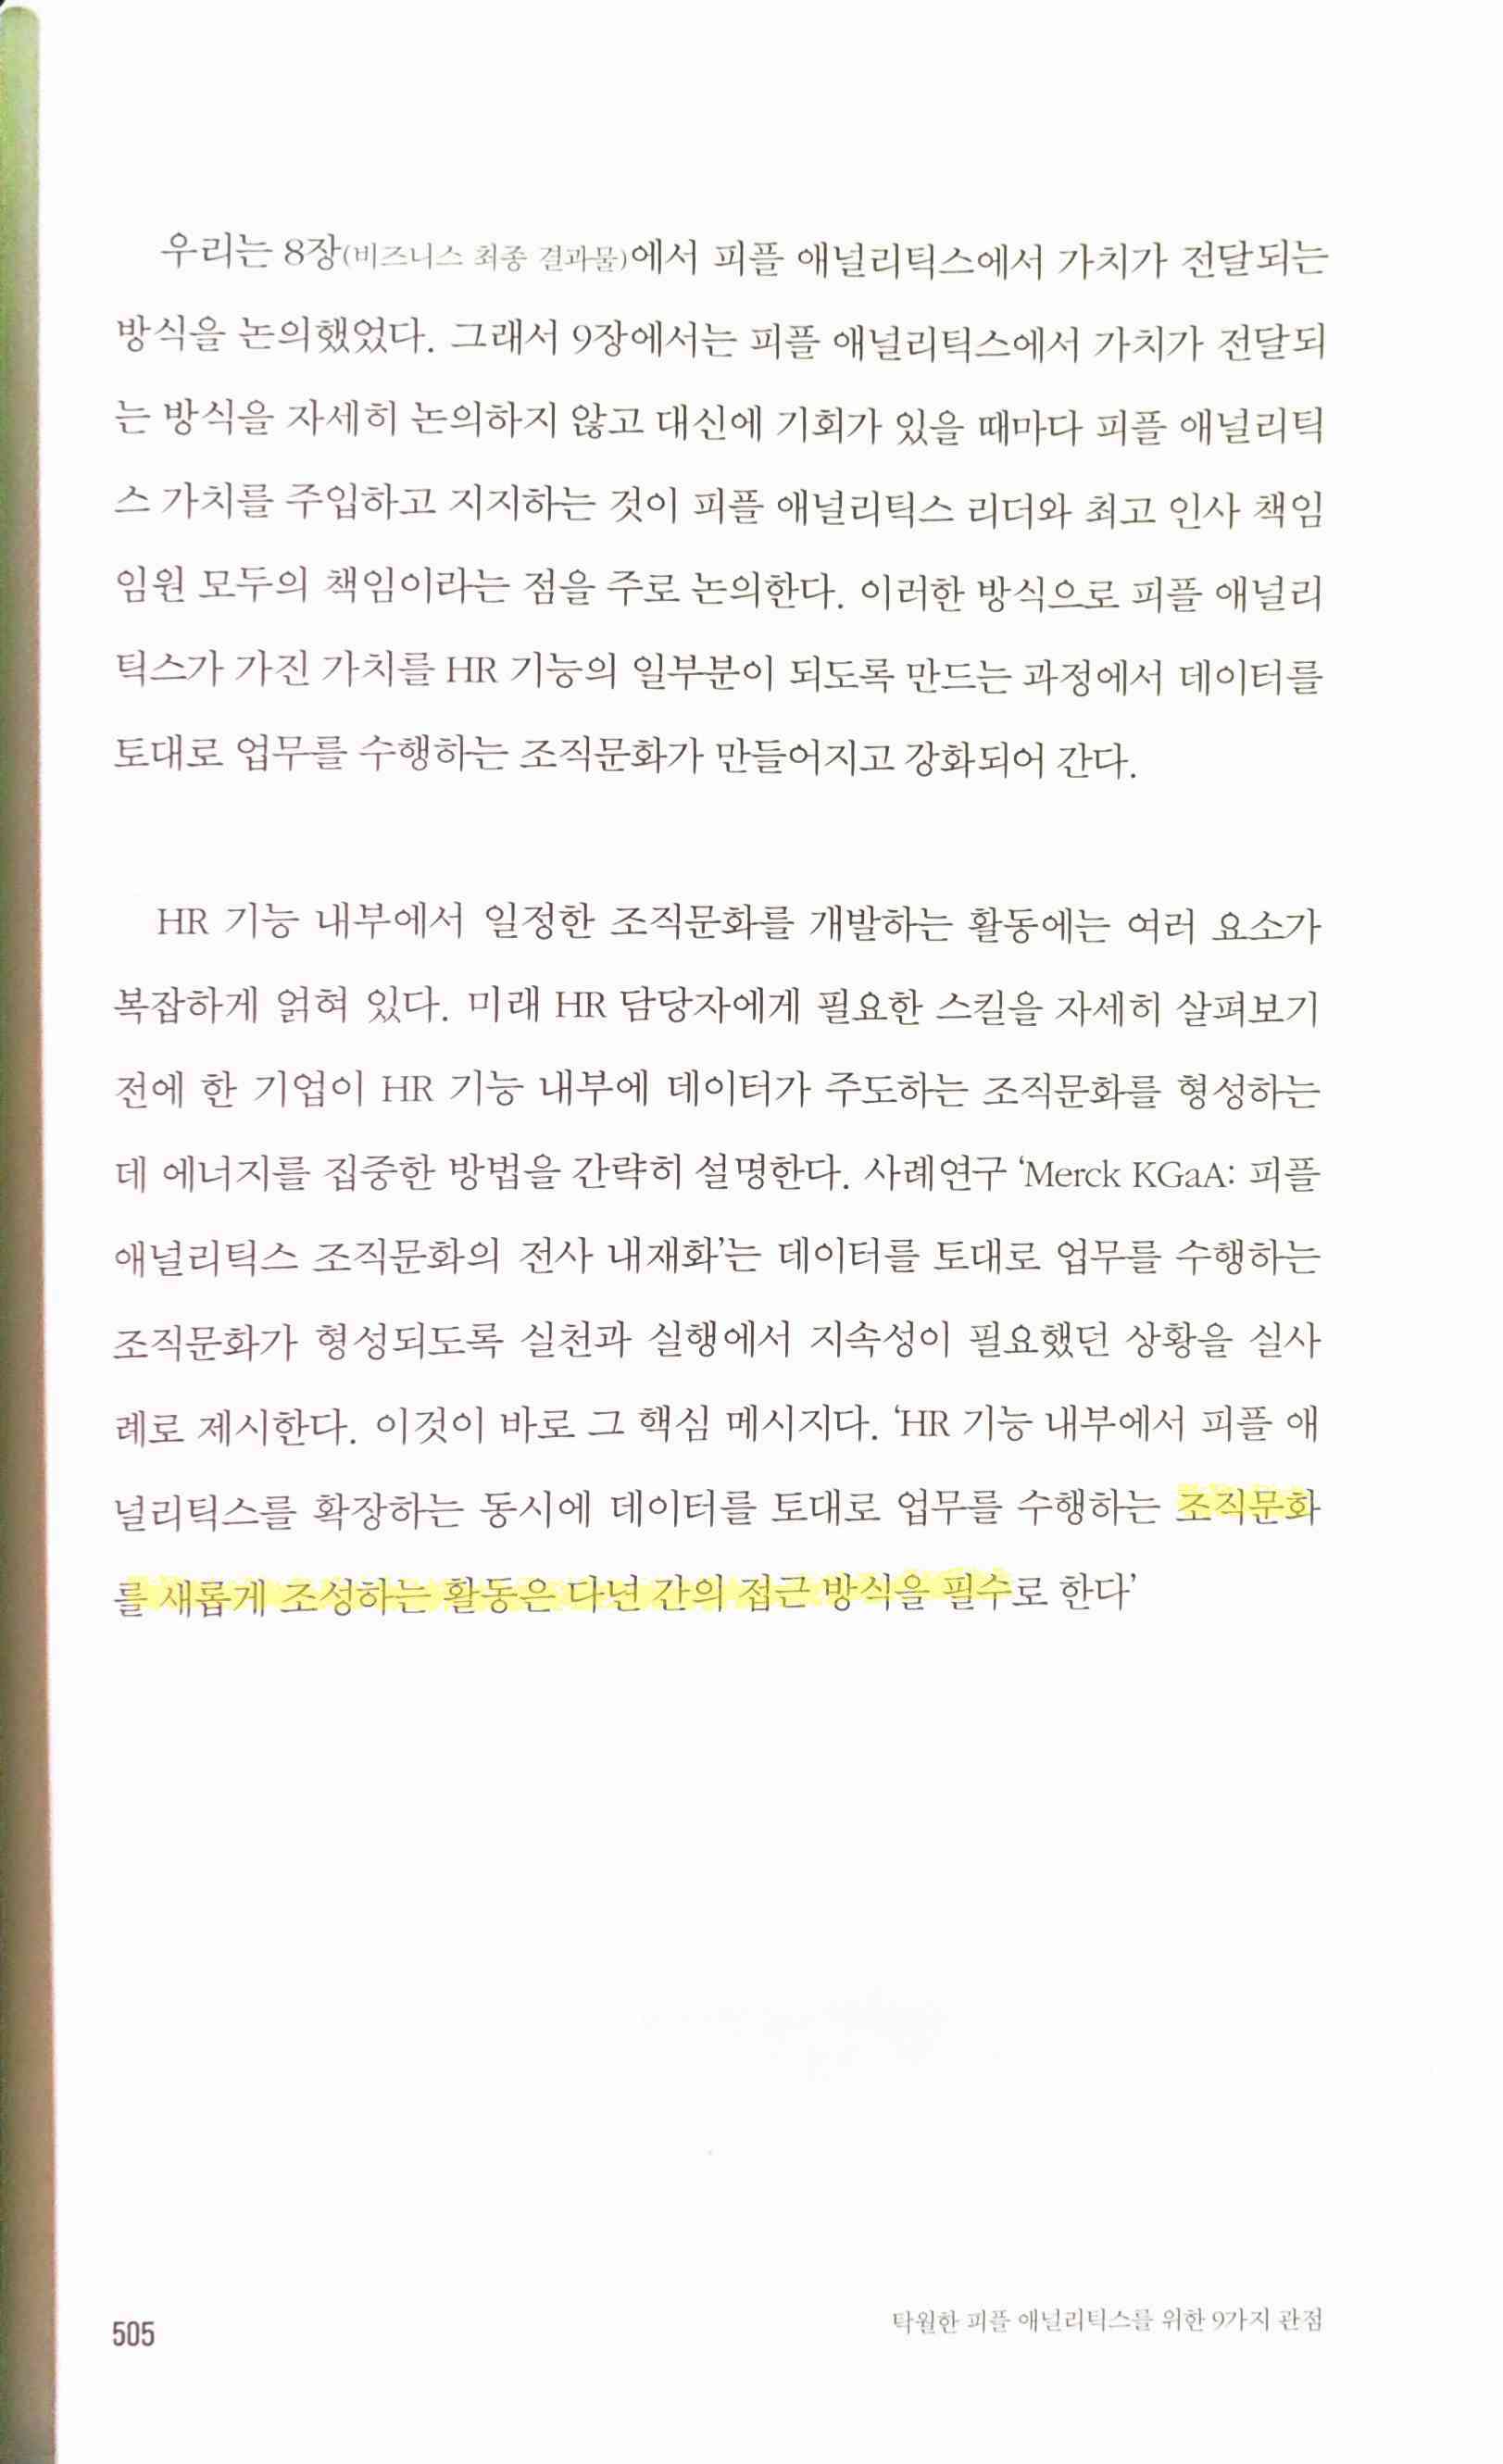 우리는 8장(비즈니스 최종 결과물)에서 피플 애널리틱스에서 가치가 전달되는
방식을 논의했었다. 그래서 9장에서는 피플 애널리틱스에서 가치가 전달되
는 방식을 자세히 논의하지 않고 대신에 기회가 있을 때마다 피플 애널리틱
스 가치를 주입하고 지지하는 것이 피플 애널리틱스 리더와 최고 인사 책임
임원 모두의 책임이라는 점을 주로 논의한다. 이러한 방식으로 피플 애널리
틱스가 가진 가치를 HR 기능의 일부분이 되도록 만드는 과정에서 데이터를
토대로 업무를 수행하는 조직문화가 만들어지고 강화되어 간다.
HR 기능 내부에서 일정한 조직문화를 개발하는 활동에는 여러 요소가
복잡하게 얽혀 있다. 미래 HR 담당자에게 필요한 스킬을 자세히 살펴보기
전에 한 기업이 HR 기능 내부에 데이터가 주도하는 조직문화를 형성하는
데 에너지를 집중한 방법을 간략히 설명한다. 사례연구 ‘Merck KGaA: 피플
애널리틱스 조직문화의 전사 내재화’는 데이터를 토대로 업무를 수행하는
조직문화가 형성되도록 실천과 실행에서 지속성이 필요했던 상황을 실사
례로 제시한다. 이것이 바로 그 핵심 메시지다. ‘HR 기능 내부에서 피플 애
널리틱스를 확장하는 동시에 데이터를 토대로 업무를 수행하는 조직문화
를 새롭게 조성하는 활동은 다년 간의 접근 방식을 필수로 한다’
505
탁월한 피플 애널리틱스를 위한 9가지 관점